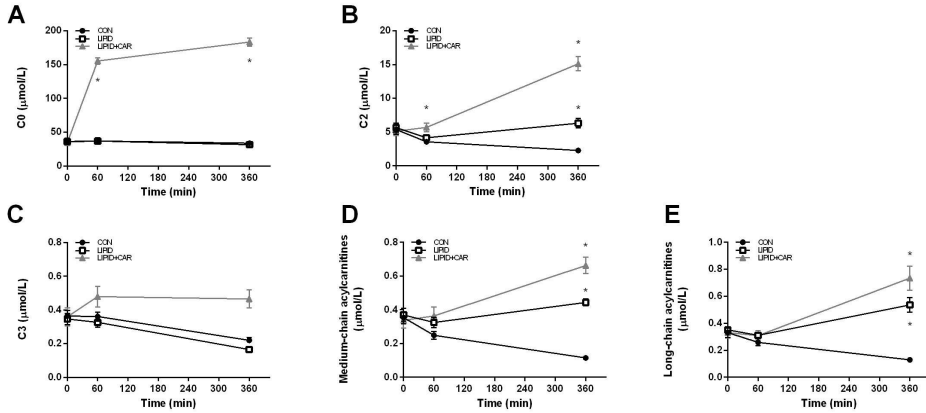 A
CON
LIPID
LIPID+CAR
C0 (μmol/L)
200
150
100
50
0
*
*
0 60 120 180 240 300 360
Time (min)
B
CON
LIPID
LIPID+CAR
C2 (μmol/L)
20
15
10
5
0
*
*
*
0 60 120 180 240 300 360
Time (min)
C
CON
LIPID
LIPID+CAR
C3 (μmol/L)
0.8
0.6
0.4
0.2
0.0
0 60 120 180 240 300 360
Time (min)
D
CON
LIPID
LIPID+CAR
Medium-chain acylcarnitines
(μmol/L)
0.8
0.6
0.4
0.2
0.0
*
*
0 60 120 180 240 300 360
Time (min)
E
CON
LIPID
LIPID+CAR
Long-chain acylcarnitines
(μmol/L)
1.0
0.8
0.6
0.4
0.2
0.0
*
*
0 60 120 180 240 300 360
Time (min)